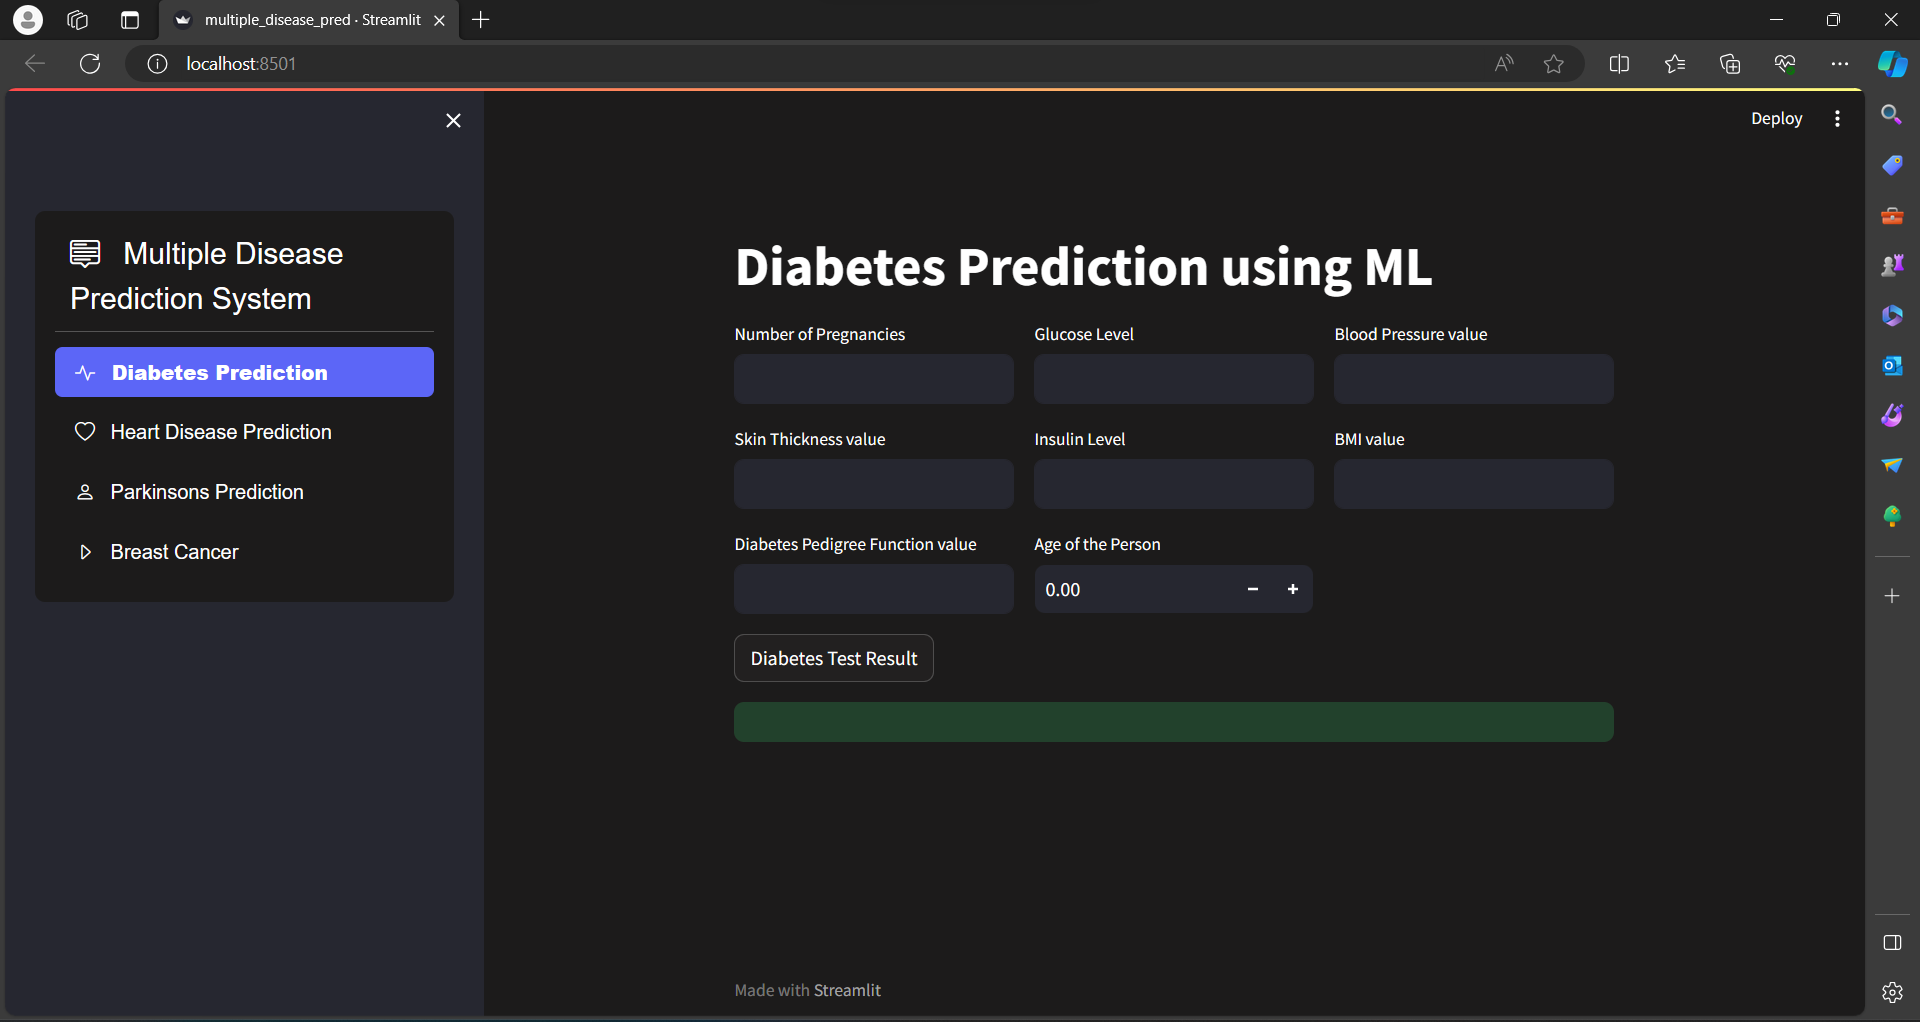 multiple_disease_pred · Streamlit
localhost:8501
Deploy
Multiple Disease
Prediction System
Diabetes Prediction
Heart Disease Prediction
Parkinsons Prediction
Breast Cancer
Diabetes Prediction using ML
Number of Pregnancies
Glucose Level
Blood Pressure value
Skin Thickness value
Insulin Level
BMI value
Diabetes Pedigree Function value
Age of the Person
0.00
Diabetes Test Result
Made with Streamlit